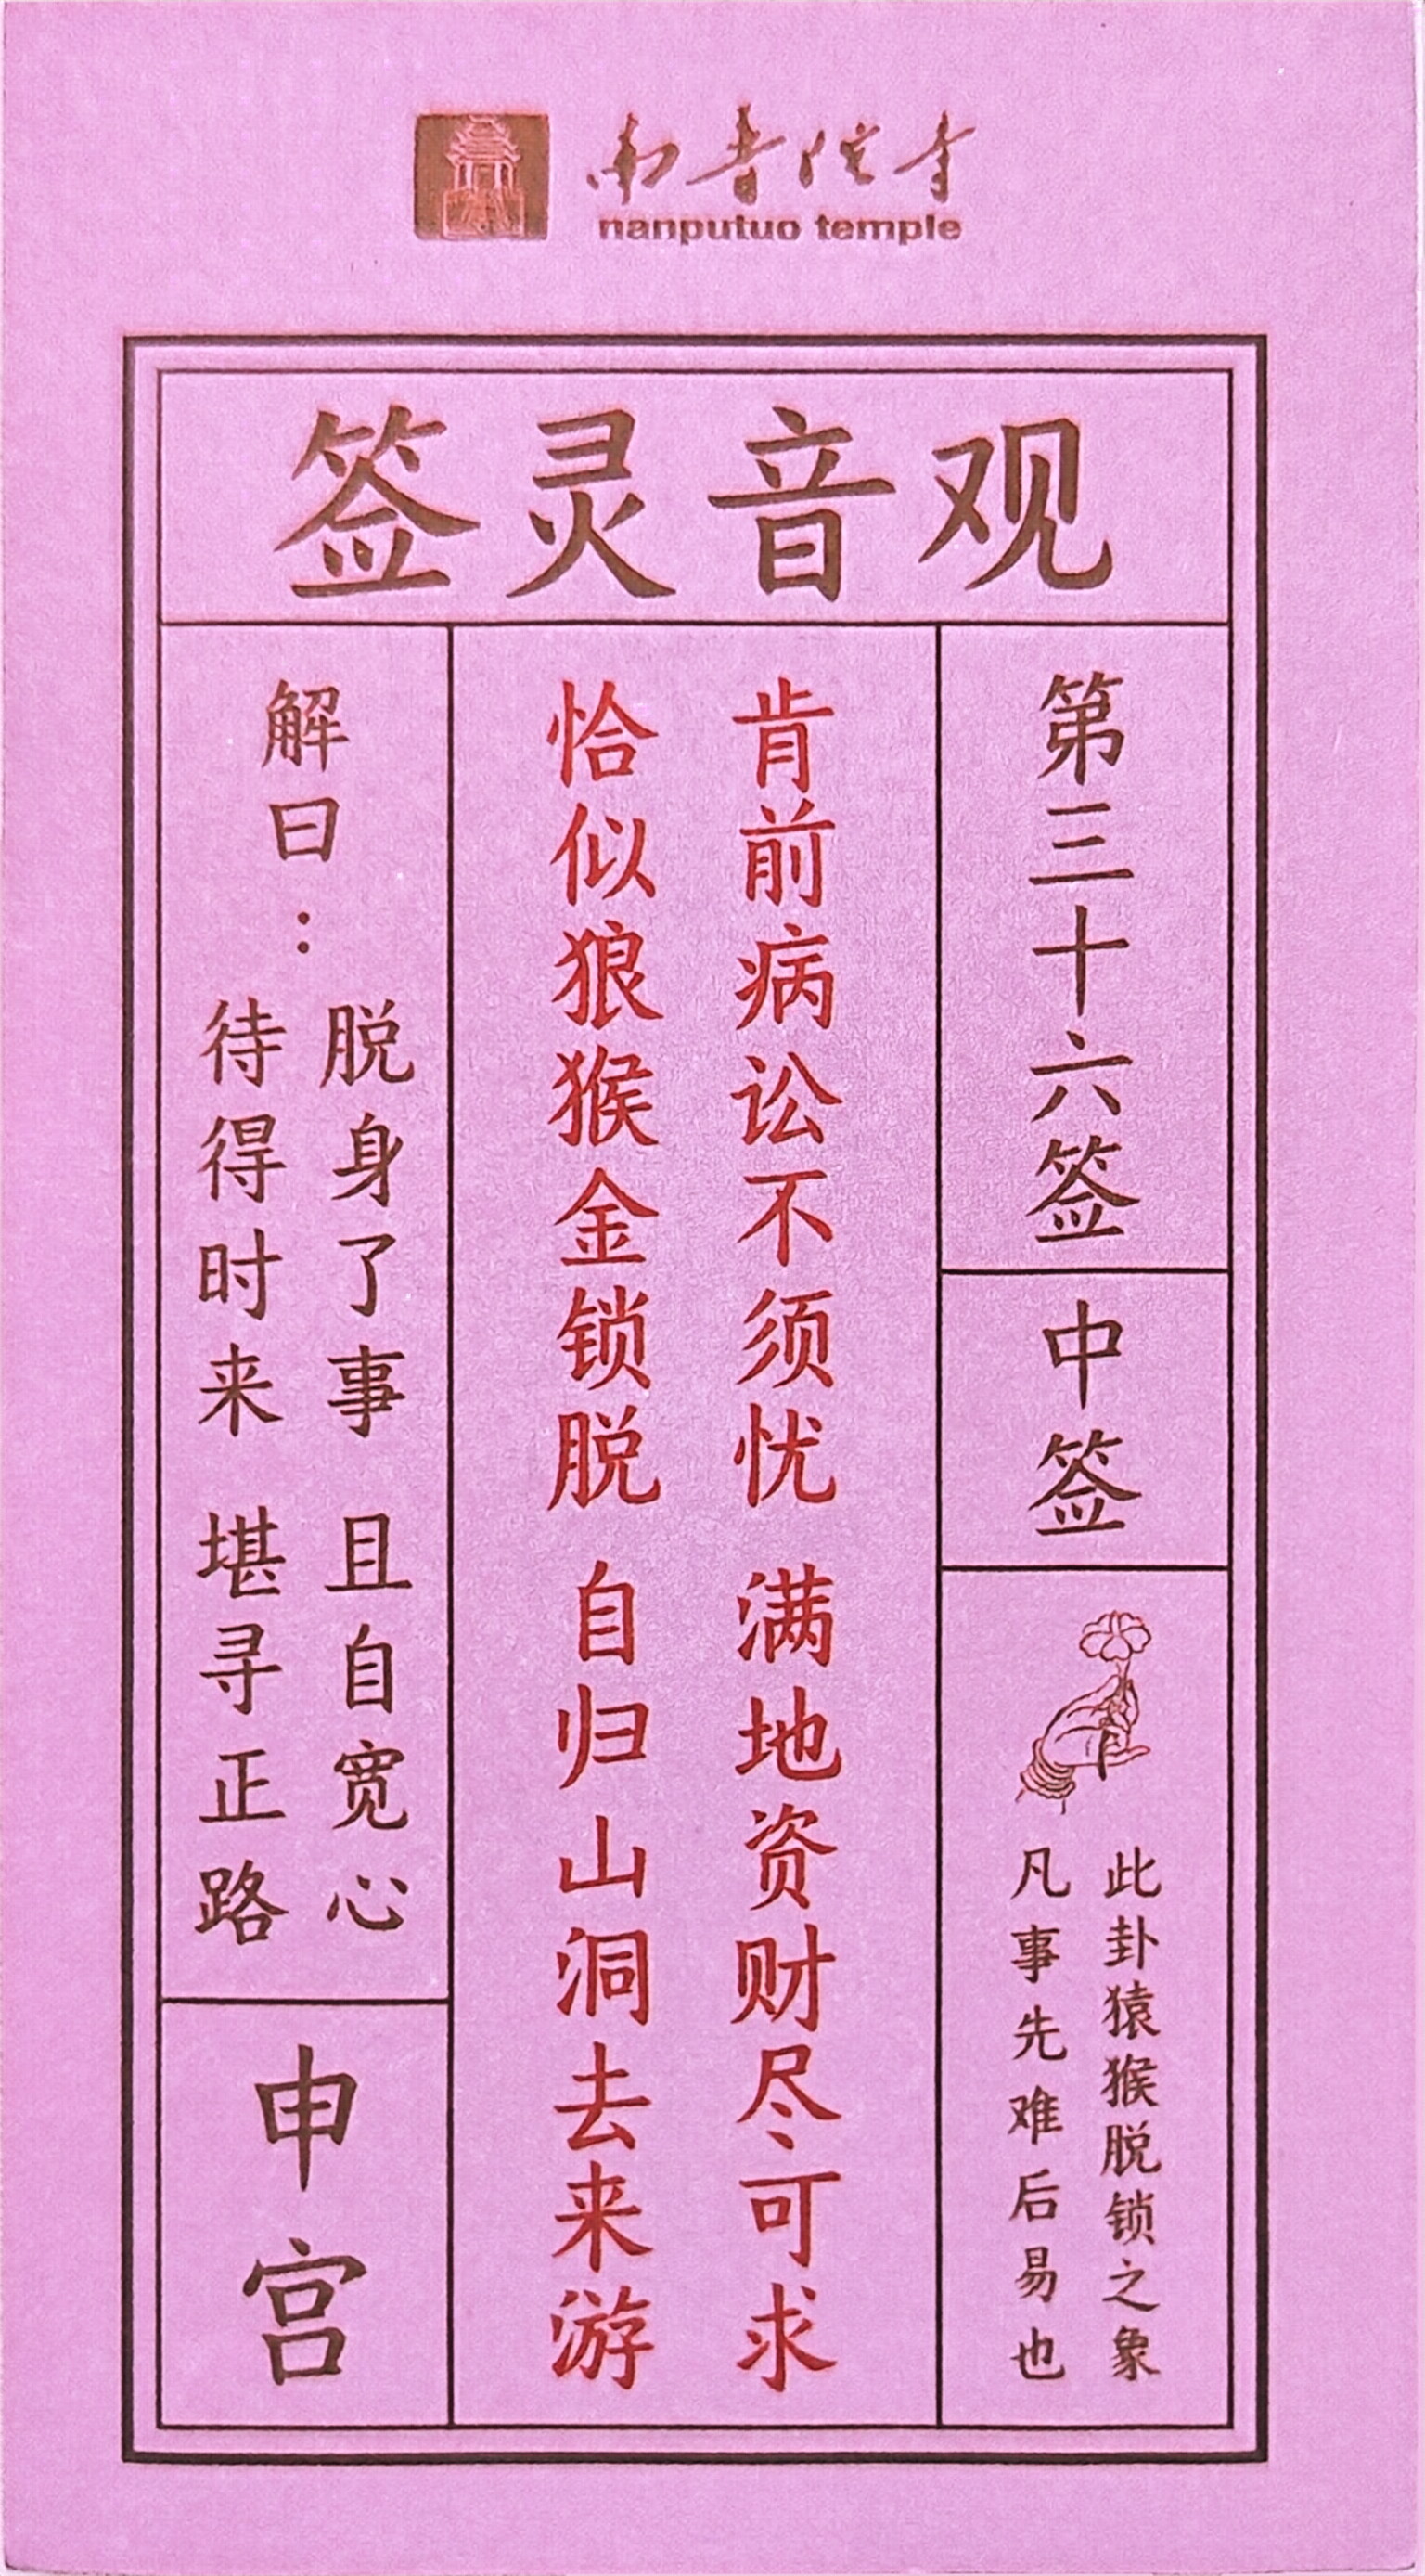 南普陀寺
nanputuo temple
观音灵签
第三十六签
中签
此卦猿猴脱锁之象
凡事先难后易也
肯前病讼不须忧 满地资财尽可求
恰似狼猴金锁脱 自归山洞去来游
解曰：
脱身了事 且自宽心
待得时来 堪寻正路
申宫